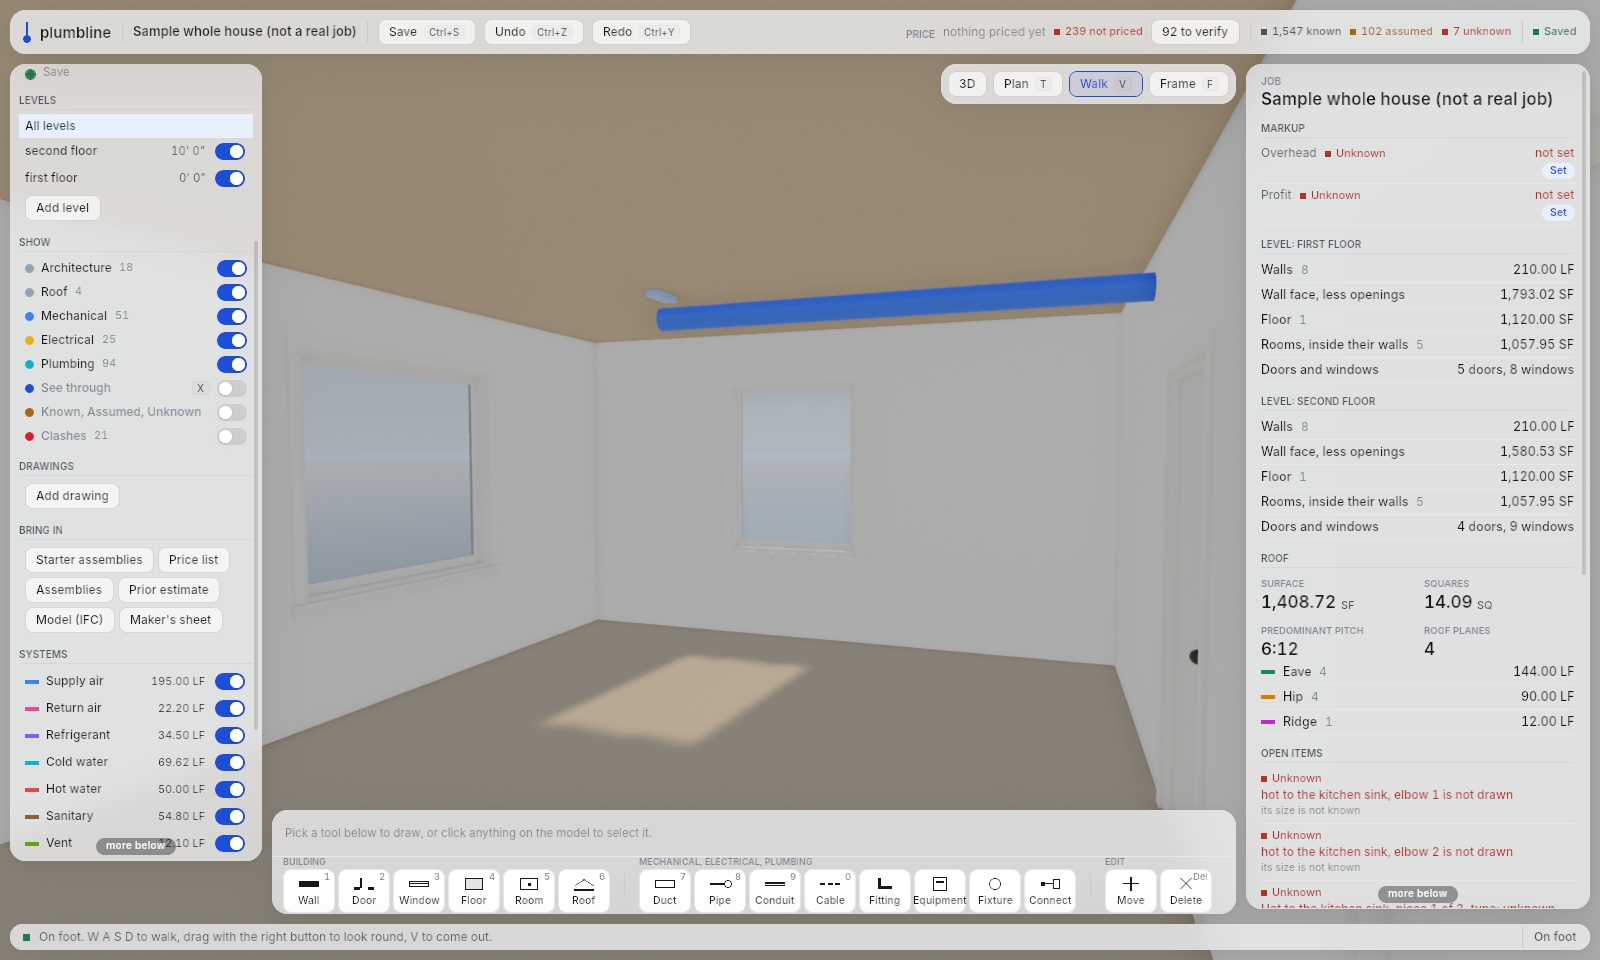 plumbline
Sample whole house (not a real job)
Save Ctrl+S
Undo Ctrl+Z
Redo Ctrl+Y
PRICE nothing priced yet
239 not priced
92 to verify
1,547 known
102 assumed
7 unknown
Saved
Save
LEVELS
All levels
second floor 10' 0"
first floor 0' 0"
Add level
SHOW
Architecture 18
Roof 4
Mechanical 51
Electrical 25
Plumbing 94
See through X
Known, Assumed, Unknown
Clashes 21
DRAWINGS
Add drawing
BRING IN
Starter assemblies Price list
Assemblies Prior estimate
Model (IFC) Maker's sheet
SYSTEMS
Supply air 195.00 LF
Return air 22.20 LF
Refrigerant 34.50 LF
Cold water 69.62 LF
Hot water 50.00 LF
Sanitary 54.80 LF
Vent .10 LF
more below
3D
Plan T
Walk V
Frame F
Pick a tool below to draw, or click anything on the model to select it.
BUILDING
1 Wall
2 Door
3 Window
4 Floor
5 Room
6 Roof
MECHANICAL, ELECTRICAL, PLUMBING
7 Duct
8 Pipe
9 Conduit
0 Cable
Fitting
Equipment
Fixture
Connect
EDIT
Move
Del Delete
JOB
Sample whole house (not a real job)
MARKUP
Overhead Unknown not set
Set
Profit Unknown not set
Set
LEVEL: FIRST FLOOR
Walls 8 210.00 LF
Wall face, less openings 1,793.02 SF
Floor 1 1,120.00 SF
Rooms, inside their walls 5 1,057.95 SF
Doors and windows 5 doors, 8 windows
LEVEL: SECOND FLOOR
Walls 8 210.00 LF
Wall face, less openings 1,580.53 SF
Floor 1 1,120.00 SF
Rooms, inside their walls 5 1,057.95 SF
Doors and windows 4 doors, 9 windows
ROOF
SURFACE SQUARES
1,408.72 SF 14.09 SQ
PREDOMINANT PITCH ROOF PLANES
6:12 4
Eave 4 144.00 LF
Hip 4 90.00 LF
Ridge 1 12.00 LF
OPEN ITEMS
Unknown
hot to the kitchen sink, elbow 1 is not drawn
its size is not known
Unknown
hot to the kitchen sink, elbow 2 is not drawn
its size is not known
Unknown
more below
On foot. W A S D to walk, drag with the right button to look round, V to come out.
On foot